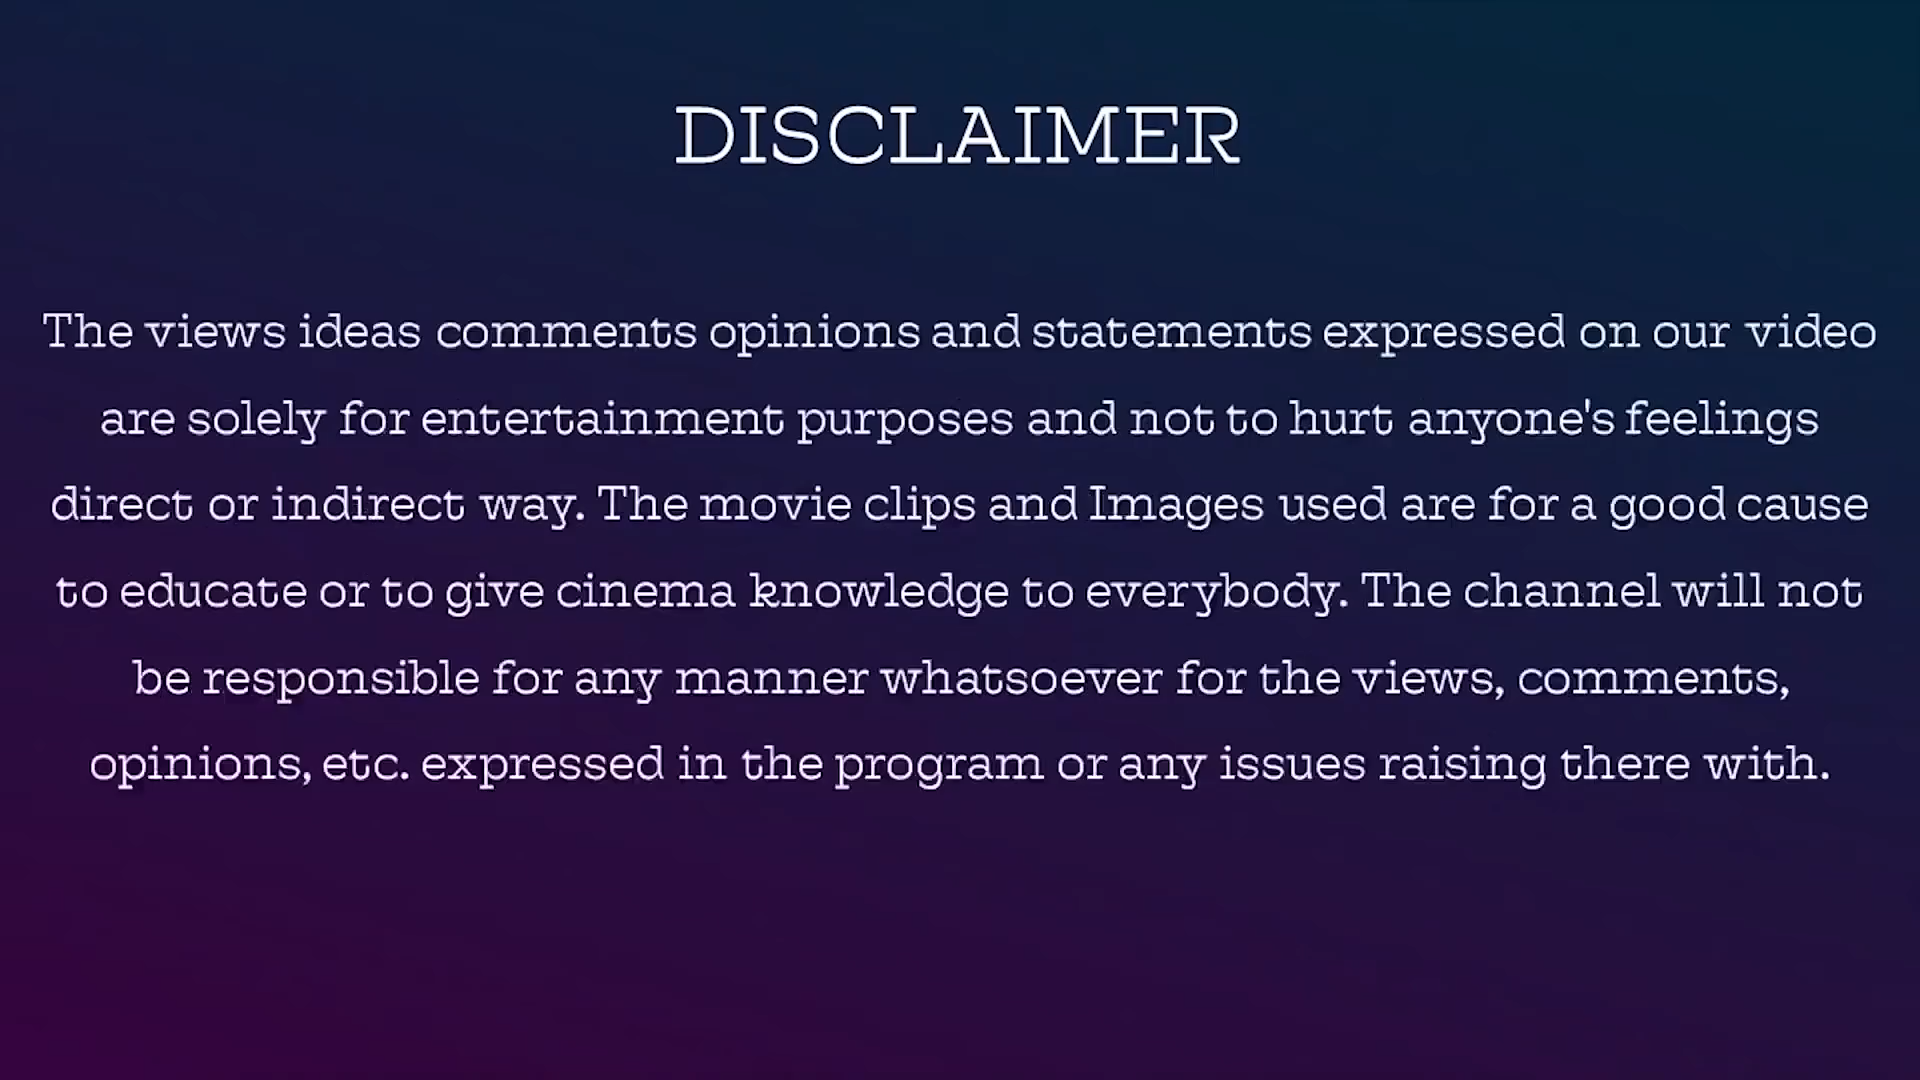 DISCLAIMER
The views ideas comments opinions and statements expressed on our video
are solely for entertainment purposes and not to hurt anyone's feelings
direct or indirect way. The movie clips and Images used are for a good cause
to educate or to give cinema knowledge to everybody. The channel will not
be responsible for any manner whatsoever for the views, comments,
opinions, etc. expressed in the program or any issues raising there with.